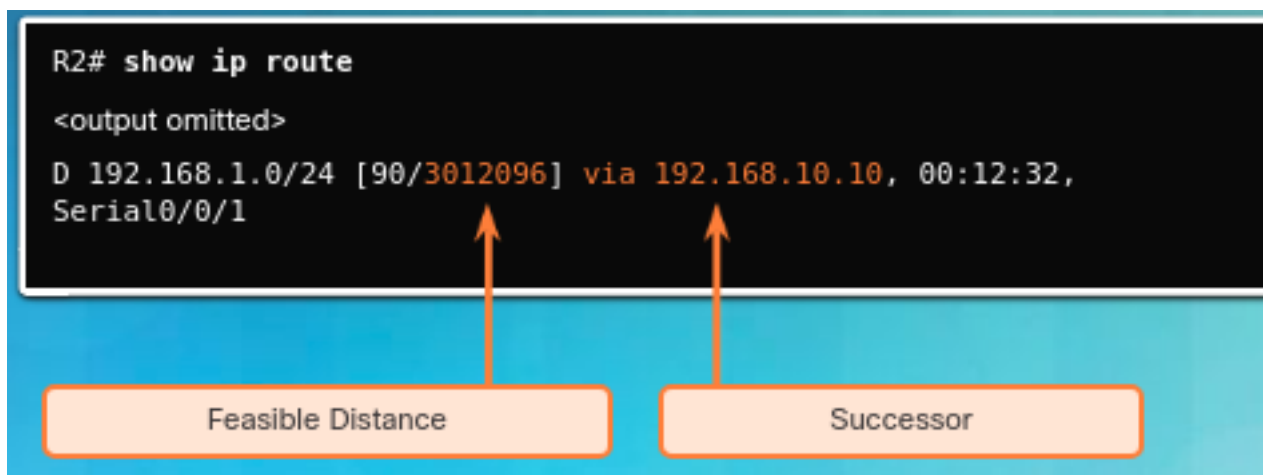 R2# show ip route
<output omitted>
D 192.168.1.0/24 [90/3012096] via 192.168.10.10, 00:12:32,
Serial0/0/1
Feasible Distance
Successor